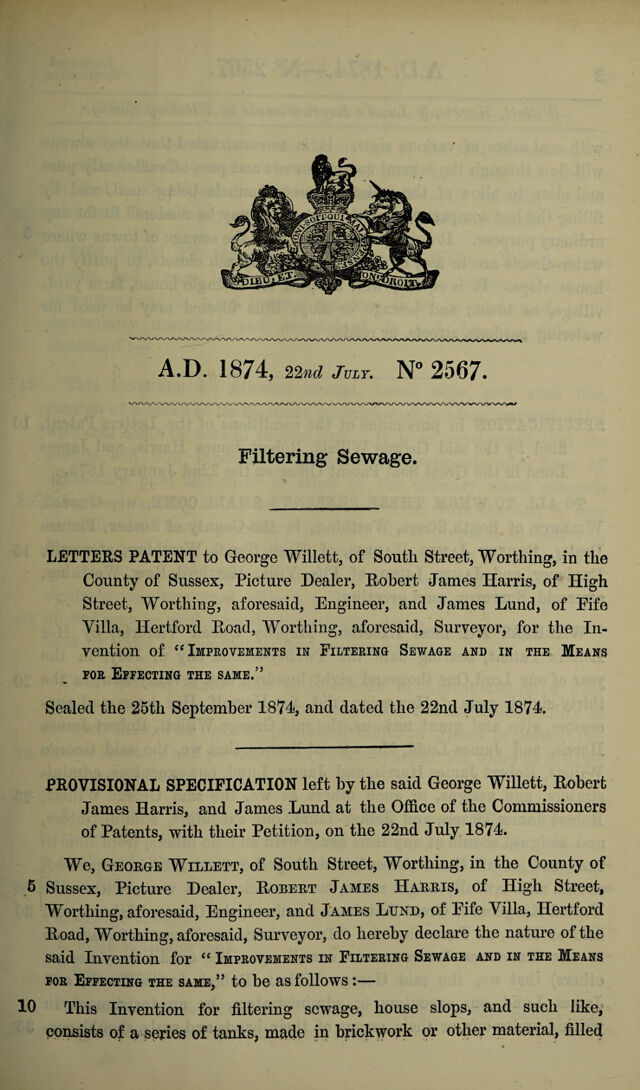 HONI SOIT QUI MAL
DIEU ET MON DROIT
A.D. 1874, 22nd JULY. Nº 2567.
Filtering Sewage.
LETTERS PATENT to George Willett, of South Street, Worthing, in the
County of Sussex, Picture Dealer, Robert James Harris, of High
Street, Worthing, aforesaid, Engineer, and James Lund, of Fife
Villa, Hertford Road, Worthing, aforesaid, Surveyor, for the In-
vention of “IMPROVEMENTS IN FILTERING SEWAGE AND IN THE MEANS
FOR EFFECTING THE SAME.”
Sealed the 25th September 1874, and dated the 22nd July 1874.
PROVISIONAL SPECIFICATION left by the said George Willett, Robert
James Harris, and James Lund at the Office of the Commissioners
of Patents, with their Petition, on the 22nd July 1874.
We, GEORGE WILLETT, of South Street, Worthing, in the County of
5 Sussex, Picture Dealer, ROBERT JAMES HARRIS, of High Street,
Worthing, aforesaid, Engineer, and JAMES LUND, of Fife Villa, Hertford
Road, Worthing, aforesaid, Surveyor, do hereby declare the nature of the
said Invention for “IMPROVEMENTS IN FILTERING SEWAGE AND IN THE MEANS
FOR EFFECTING THE SAME,” to be as follows:—
10 This Invention for filtering sewage, house slops, and such like,
consists of a series of tanks, made in brickwork or other material, filled